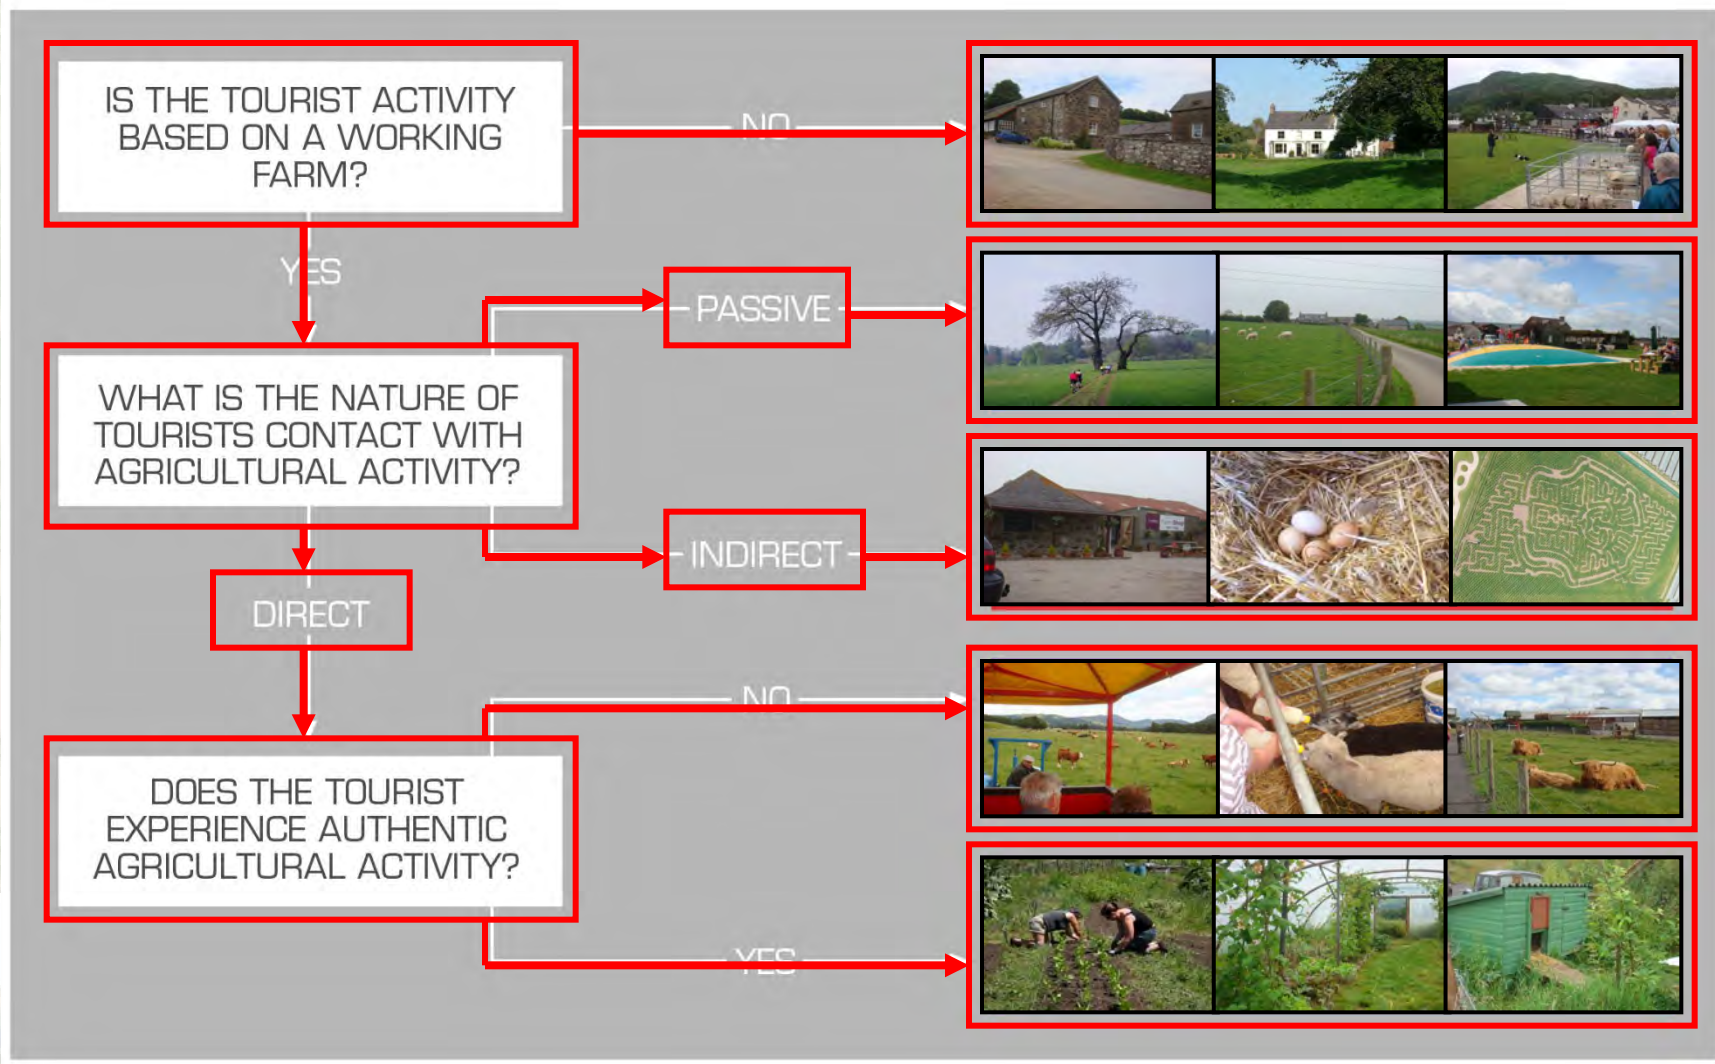 IS THE TOURIST ACTIVITY
BASED ON A WORKING
FARM?
NO
YES
PASSIVE
WHAT IS THE NATURE OF
TOURISTS CONTACT WITH
AGRICULTURAL ACTIVITY?
INDIRECT
DIRECT
NO
DOES THE TOURIST
EXPERIENCE AUTHENTIC
AGRICULTURAL ACTIVITY?
YES